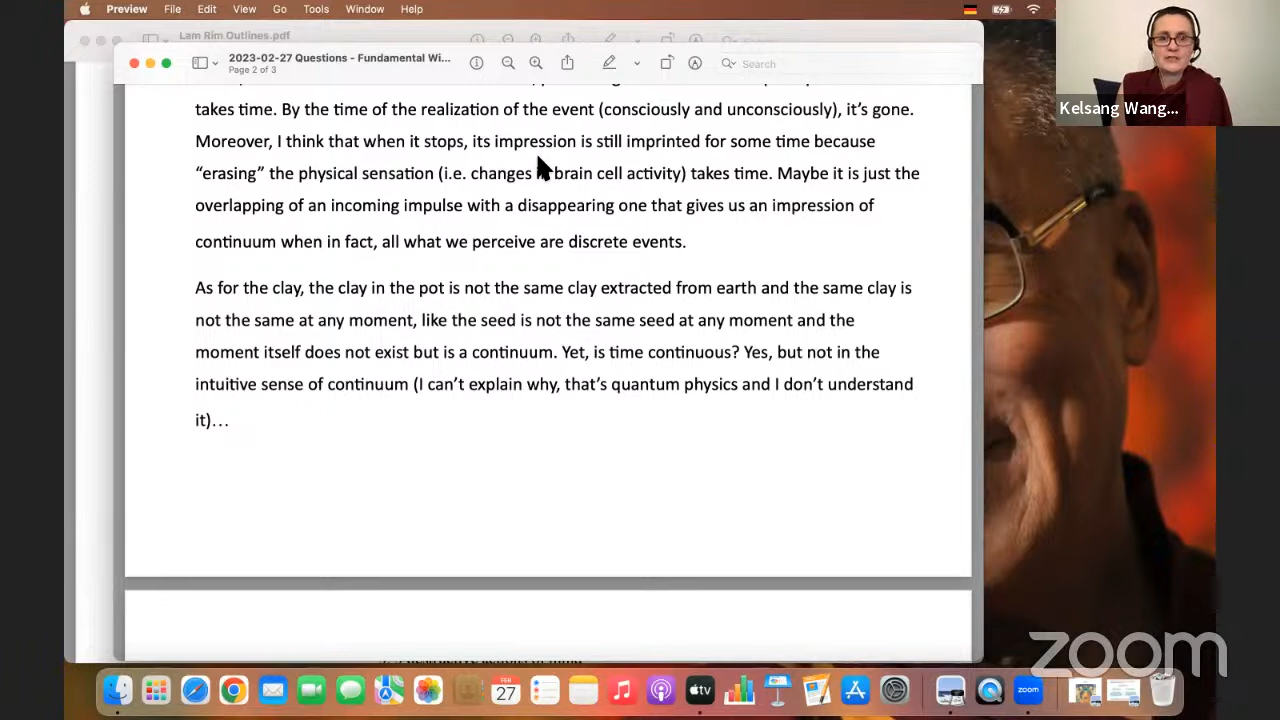 Preview File Edit View Go Tools Window Help
Lam Rim Outlines.pdf
2023-02-27 Questions - Fundamental Wi...
Page 2 of 3
Search
Kelsang Wang...
takes time. By the time of the realization of the event (consciously and unconsciously), it's gone.
Moreover, I think that when it stops, its impression is still imprinted for some time because
“erasing” the physical sensation (i.e. changes brain cell activity) takes time. Maybe it is just the
overlapping of an incoming impulse with a disappearing one that gives us an impression of
continuum when in fact, all what we perceive are discrete events.
As for the clay, the clay in the pot is not the same clay extracted from earth and the same clay is
not the same at any moment, like the seed is not the same seed at any moment and the
moment itself does not exist but is a continuum. Yet, is time continuous? Yes, but not in the
intuitive sense of continuum (I can't explain why, that's quantum physics and I don't understand
it)…
zoom
FEB
27
tv
zoom